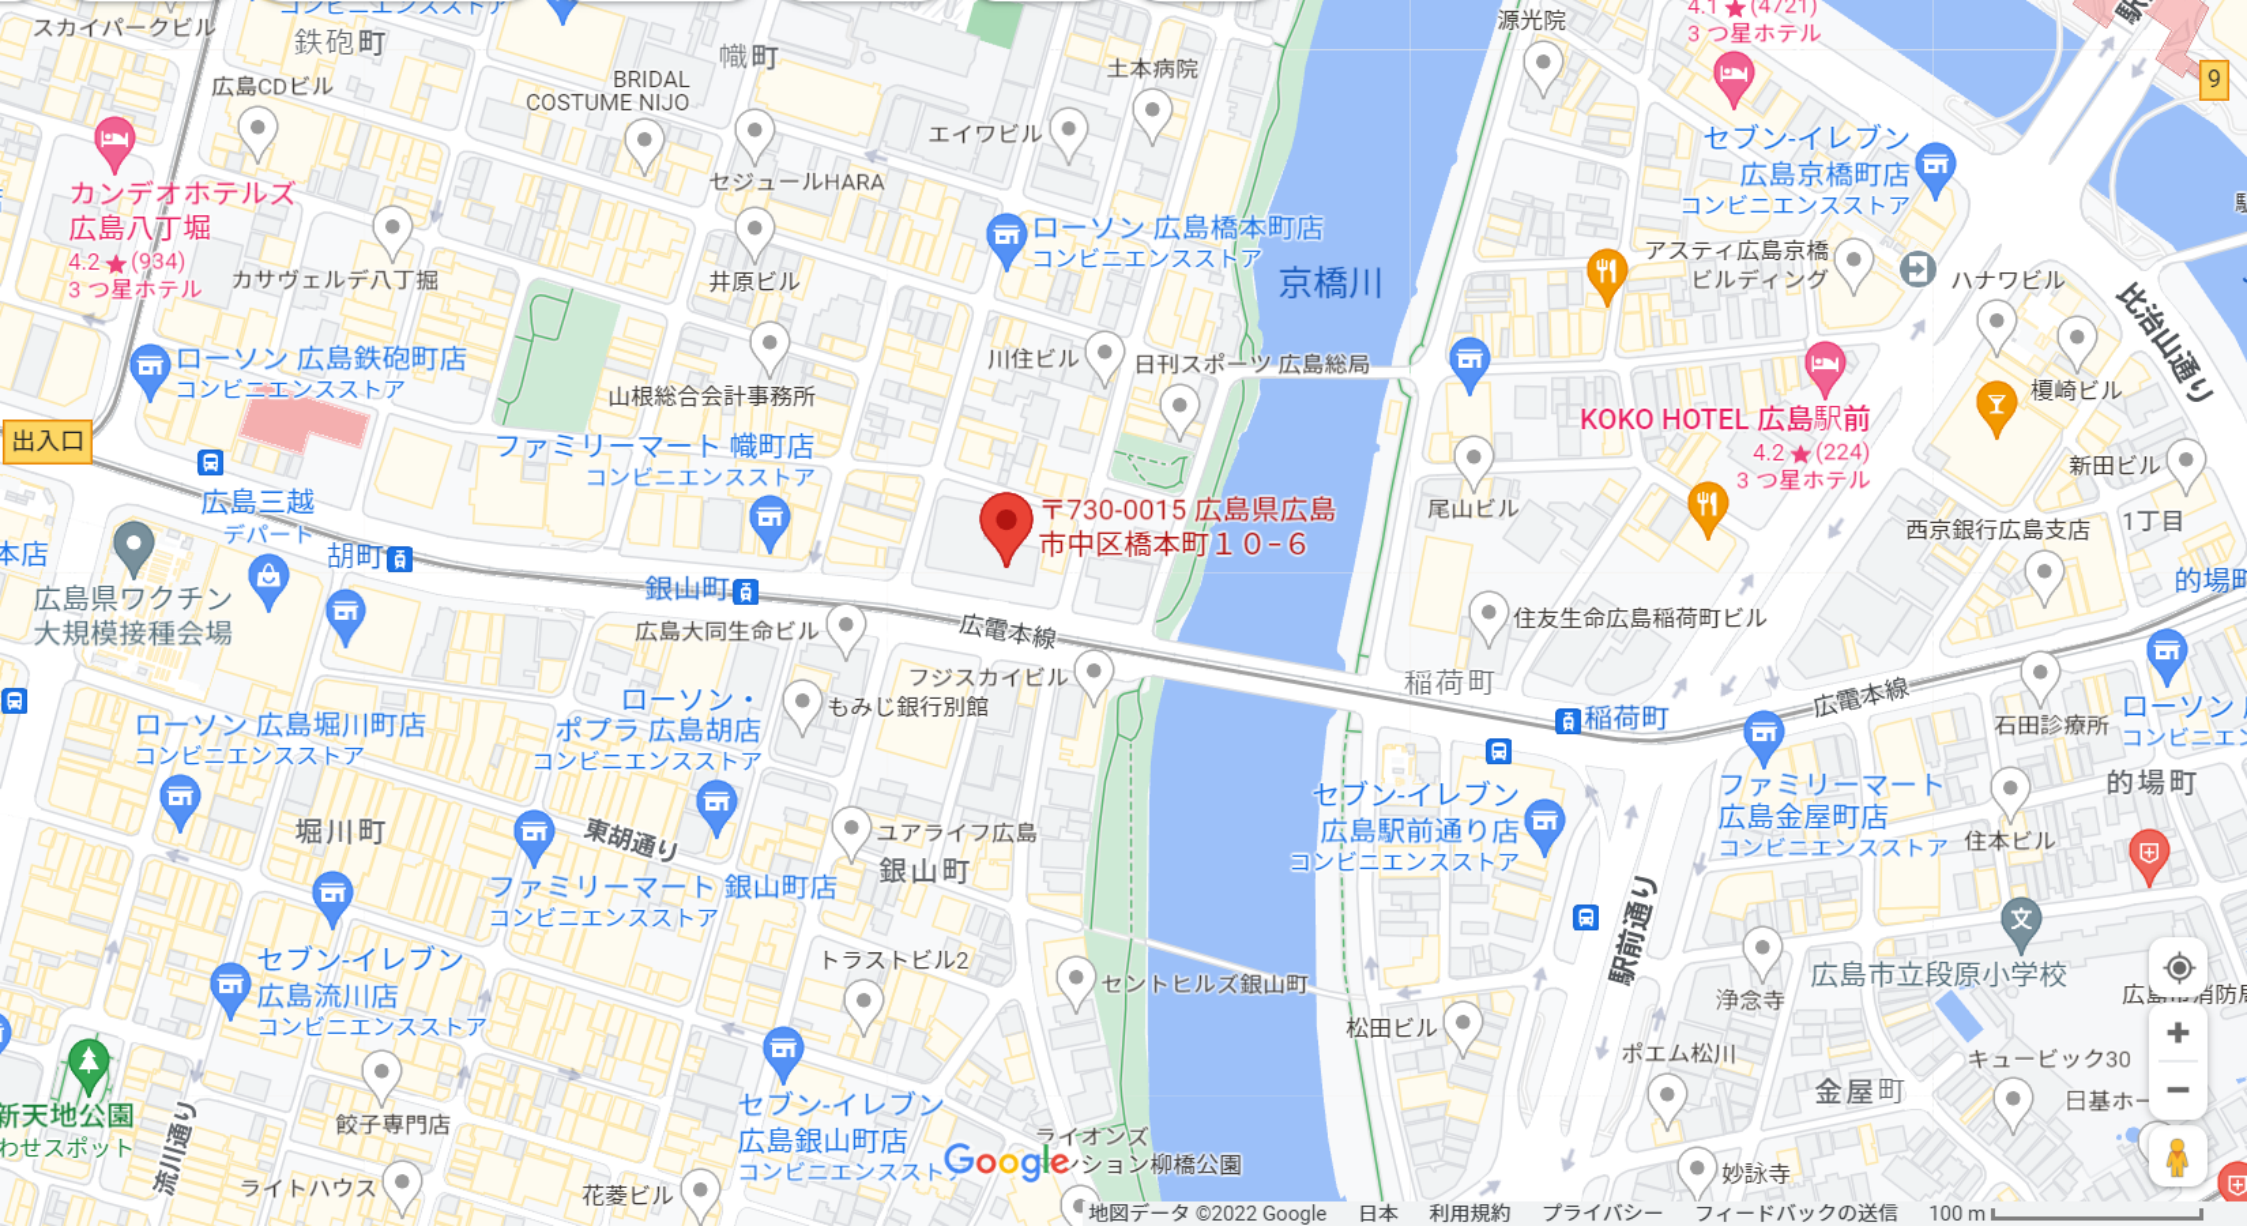 コンビニエンスストア
スカイパークビル
鉄砲町
幟町
源光院
4.1★(4721)
3 つ星ホテル
9
広島CDビル
BRIDAL
COSTUME NIJO
土本病院
エイワビル
セジュールHARA
セブン-イレブン
広島京橋町店
コンビニエンスストア
カンデオホテルズ
広島八丁堀
4.2★(934)
3 つ星ホテル
カサヴェルデ八丁掘
井原ビル
ローソン 広島橋本町店
コンビニエンスストア
京橋川
アスティ広島京橋
ビルディング
ハナワビル
比治山通り
ローソン 広島鉄砲町店
コンビニエンスストア
山根総合会計事務所
川住ビル
日刊スポーツ 広島総局
榎崎ビル
KOKO HOTEL 広島駅前
4.2★(224)
3 つ星ホテル
出入口
ファミリーマート 幟町店
コンビニエンスストア
新田ビル
広島三越
デパート
〒730-0015 広島県広島
市中区橋本町１０−６
尾山ビル
西京銀行広島支店
1丁目
本店
胡町
銀山町
的場町
広島県ワクチン
大規模接種会場
広島大同生命ビル
広電本線
住友生命広島稲荷町ビル
フジスカイビル
稲荷町
もみじ銀行別館
稲荷町
広電本線
石田診療所
ローソン
コンビニエン
ローソン 広島堀川町店
コンビニエンスストア
ローソン・
ポプラ 広島胡店
コンビニエンスストア
セブン-イレブン
広島駅前通り店
コンビニエンスストア
ファミリーマート
広島金屋町店
コンビニエンスストア
的場町
住本ビル
堀川町
東胡通り
ユアライフ広島
銀山町
ファミリーマート 銀山町店
コンビニエンスストア
駅前通り
セブン-イレブン
広島流川店
コンビニエンスストア
トラストビル2
セントヒルズ銀山町
浄念寺
広島市立段原小学校
広島市消防局
松田ビル
ポエム松川
キュービック30
金屋町
日基ホー
新天地公園
わせスポット
流川通り
餃子専門店
セブン-イレブン
広島銀山町店
コンビニエンススト
ライオンズ
ンション柳橋公園
Google
ライトハウス
花菱ビル
妙詠寺
地図データ ©2022 Google 日本 利用規約 プライバシー フィードバックの送信 100 m